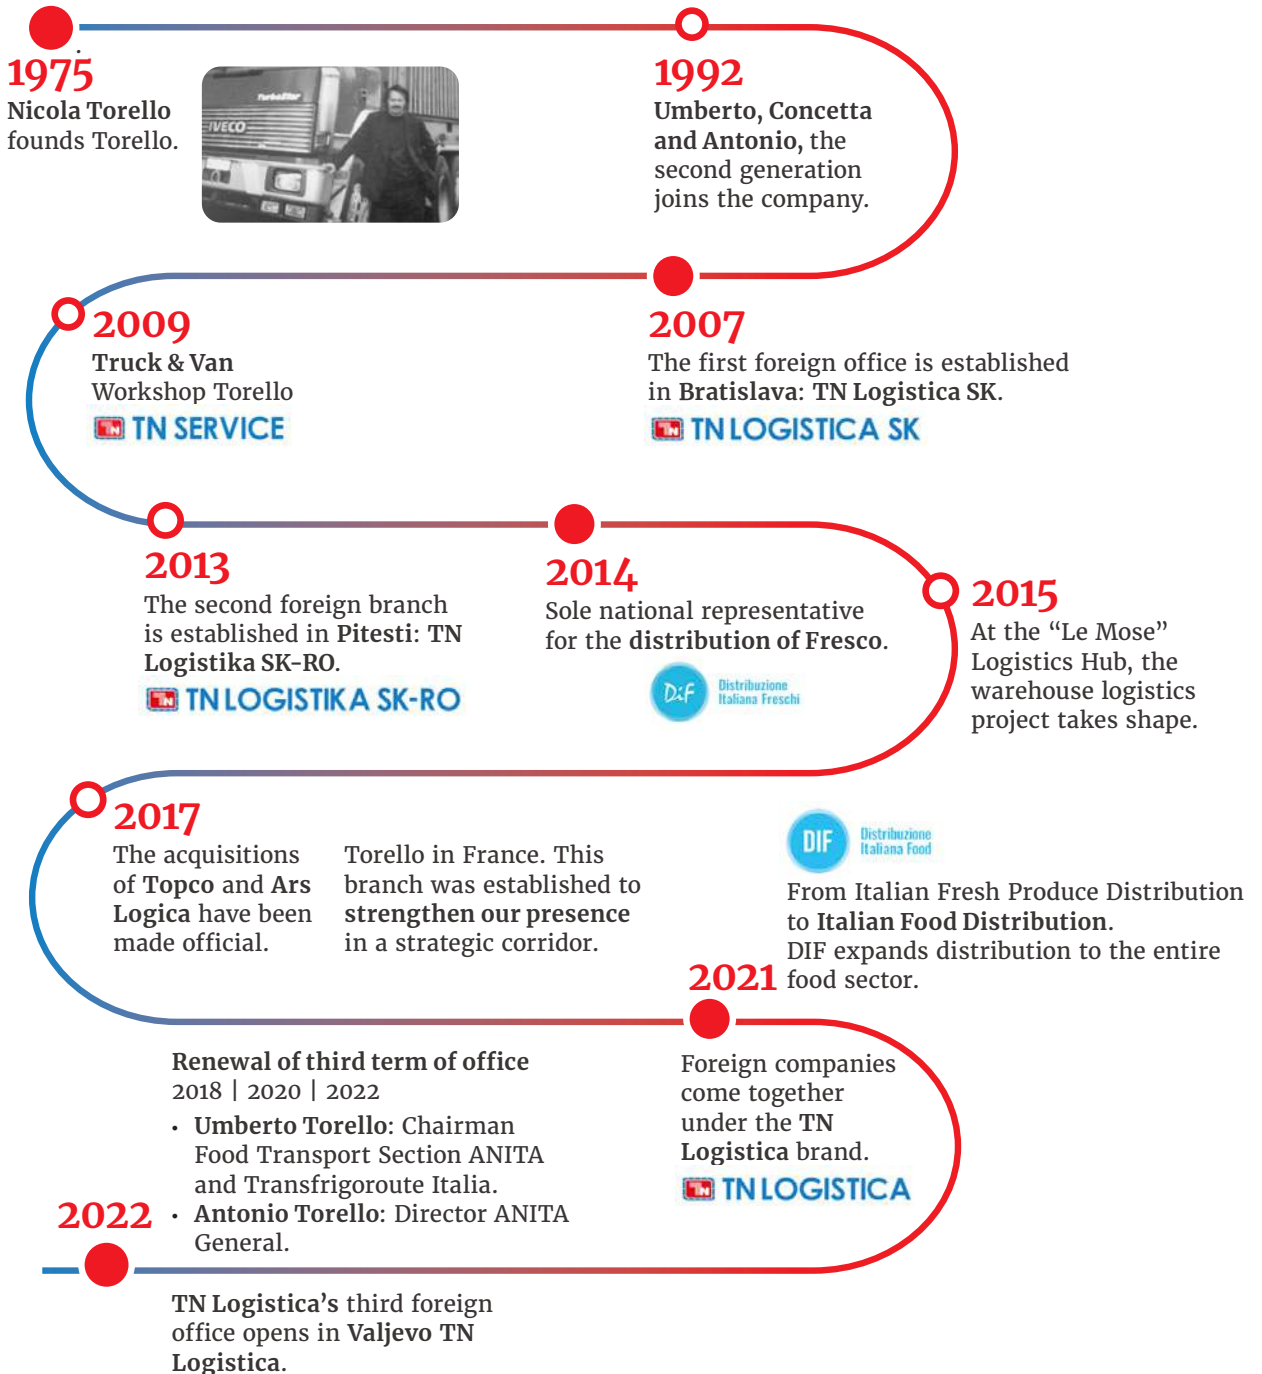 1975
Nicola Torello
founds Torello.
TurboStar
IVECO
1992
Umberto, Concetta
and Antonio, the
second generation
joins the company.
2007
The first foreign office is established
in Bratislava: TN Logistica SK.
TN TN LOGISTICA SK
2009
Truck & Van
Workshop Torello
TN TN SERVICE
2013
The second foreign branch
is established in Pitesti: TN
Logistika SK-RO.
TN TN LOGISTIKA SK-RO
2014
Sole national representative
for the distribution of Fresco.
DiF
Distribuzione
Italiana Freschi
2015
At the “Le Mose”
Logistics Hub, the
warehouse logistics
project takes shape.
2017
The acquisitions
of Topco and Ars
Logica have been
made official.
Torello in France. This
branch was established to
strengthen our presence
in a strategic corridor.
DIF
Distribuzione
Italiana Food
From Italian Fresh Produce Distribution
to Italian Food Distribution.
DIF expands distribution to the entire
food sector.
2021
Foreign companies
come together
under the TN
Logistica brand.
TN TN LOGISTICA
Renewal of third term of office
2018 | 2020 | 2022
• Umberto Torello: Chairman
Food Transport Section ANITA
and Transfrigoroute Italia.
• Antonio Torello: Director ANITA
General.
2022
TN Logistica’s third foreign
office opens in Valjevo TN
Logistica.